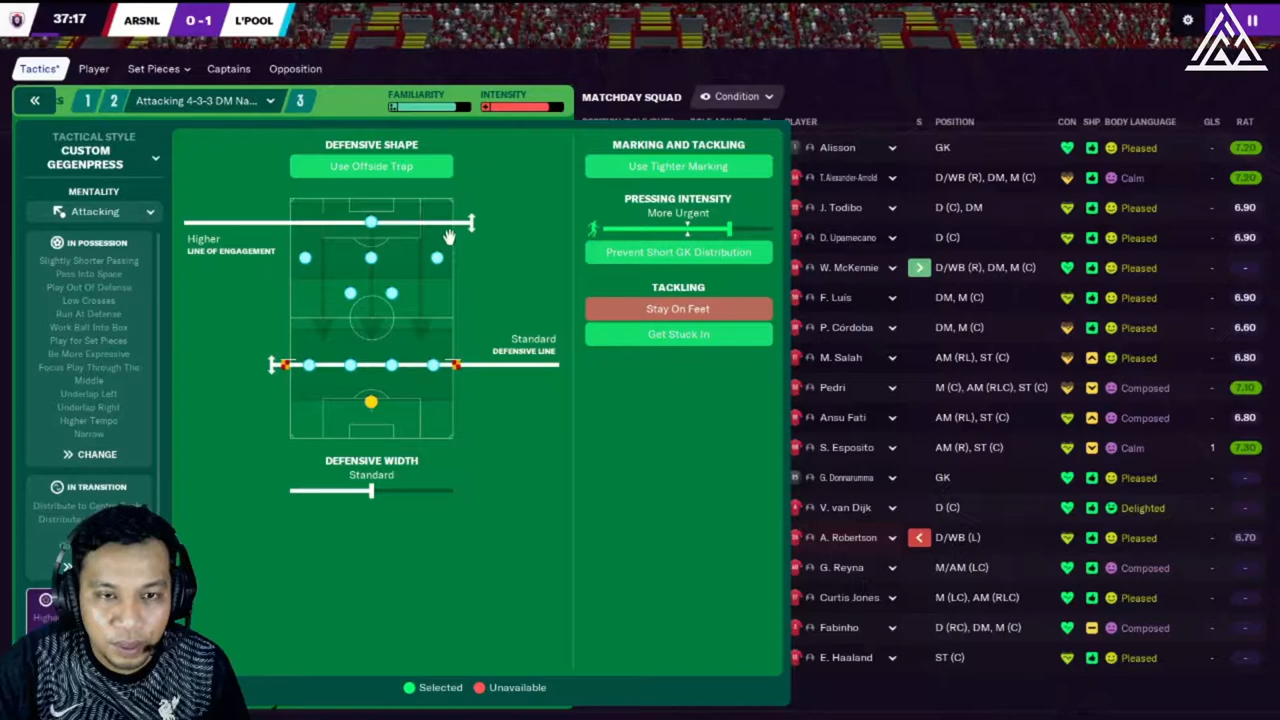 37:17 ARSNL 0 - 1 L'POOL
Tactics* Player Set Pieces Captains Opposition
1 2 Attacking 4-3-3 DM Na... 3
FAMILIARITY INTENSITY
MATCHDAY SQUAD Condition
TACTICAL STYLE
CUSTOM
GEGENPRESS
MENTALITY
Attacking
IN POSSESSION
Slightly Shorter Passing
Pass Into Space
Play Out Of Defence
Low Crosses
Run At Defence
Work Ball Into Box
Play for Set Pieces
Be More Expressive
Focus Play Through The
Middle
Underlap Left
Underlap Right
Higher Tempo
Narrow
CHANGE
IN TRANSITION
DEFENSIVE SHAPE
Use Offside Trap
Higher
LINE OF ENGAGEMENT
Standard
DEFENSIVE LINE
DEFENSIVE WIDTH
Standard
MARKING AND TACKLING
Use Tighter Marking
PRESSING INTENSITY
More Urgent
Prevent Short GK Distribution
TACKLING
Stay On Feet
Get Stuck In
Selected Unavailable
PLAYER S POSITION CON SHP BODY LANGUAGE GLS RAT
Alisson GK Pleased - 7.20
T. Alexander-Arnold D/WB (R), DM, M (C) Calm - 7.20
J. Todibo D (C), DM Pleased - 6.90
D. Upamecano D (C) Pleased - 6.90
W. McKennie D/WB (R), DM, M (C) Pleased - -
F. Luís DM, M (C) Pleased - 6.90
P. Córdoba DM, M (C) Pleased - 6.60
M. Salah AM (RL), ST (C) Pleased - 6.80
Pedri M (C), AM (RLC), ST (C) Composed - 7.10
Ansu Fati AM (RL), ST (C) Composed - 6.80
S. Esposito AM (R), ST (C) Calm 1 7.30
G. Donnarumma GK Pleased - -
V. van Dijk D (C) Delighted - -
A. Robertson D/WB (L) Pleased - 6.70
G. Reyna M/AM (LC) Composed - -
Curtis Jones M (LC), AM (RLC) Pleased - -
Fabinho D (RC), DM, M (C) Composed - -
E. Haaland ST (C) Pleased - -